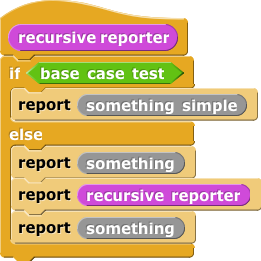 recursive reporter
if base case test
report something simple
else
report something
report recursive reporter
report something